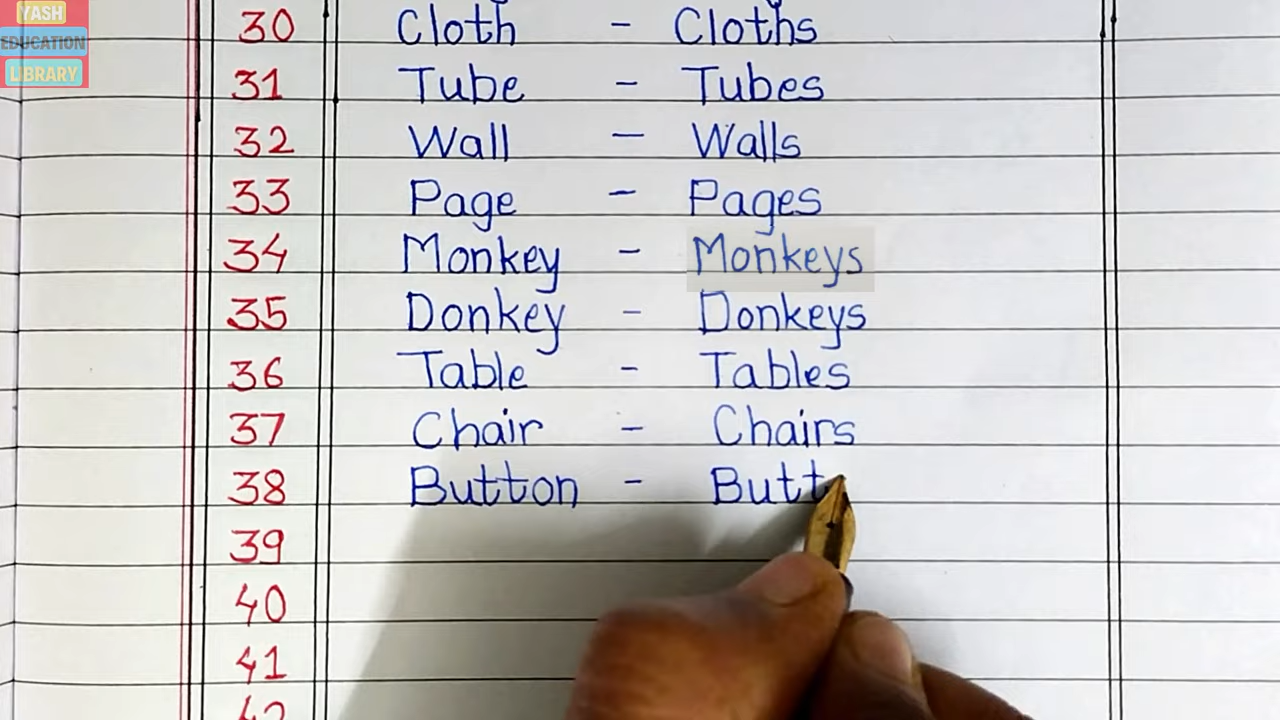 YASH
EDUCATION
LIBRARY
30 Cloth - Cloths
31 Tube - Tubes
32 Wall - Walls
33 Page - Pages
34 Monkey - Monkeys
35 Donkey - Donkeys
36 Table - Tables
37 Chair - Chairs
38 Button - Butt
39
40
41
42